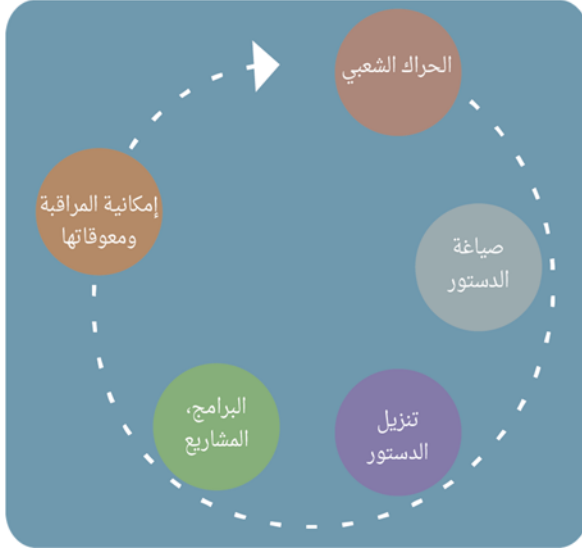 الحراك الشعبي
صياغة
الدستور
تنزيل
الدستور
البرامج،
المشاريع
إمكانية المراقبة
ومعوقاتها